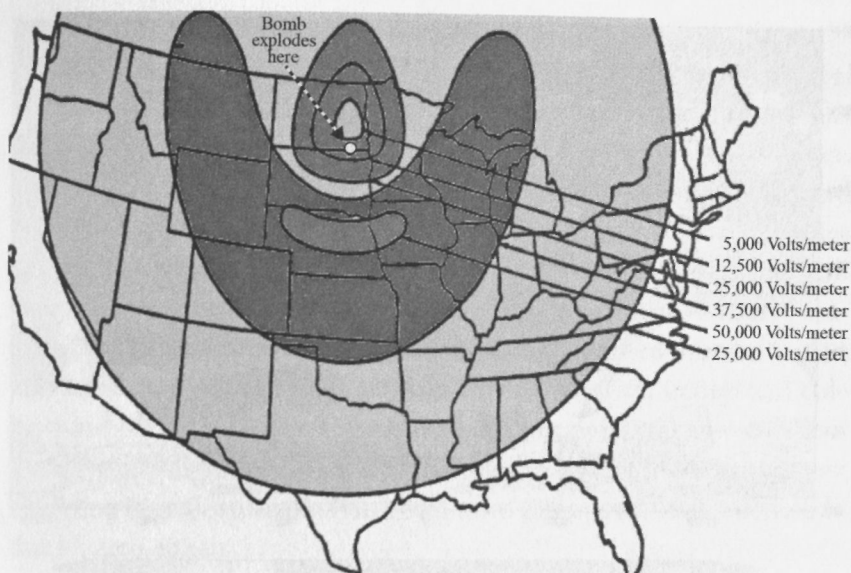 Bomb
explodes
here
5,000 Volts/meter
12,500 Volts/meter
25,000 Volts/meter
37,500 Volts/meter
50,000 Volts/meter
25,000 Volts/meter